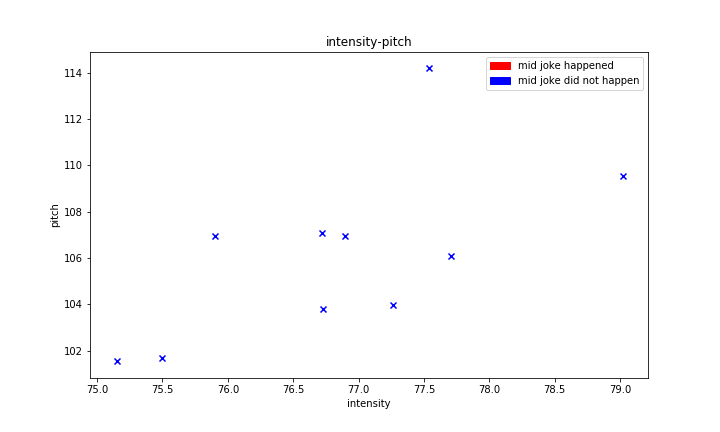 intensity-pitch
mid joke happened
mid joke did not happen
114
112
110
108
106
104
102
pitch
75.0 75.5 76.0 76.5 77.0 77.5 78.0 78.5 79.0
intensity